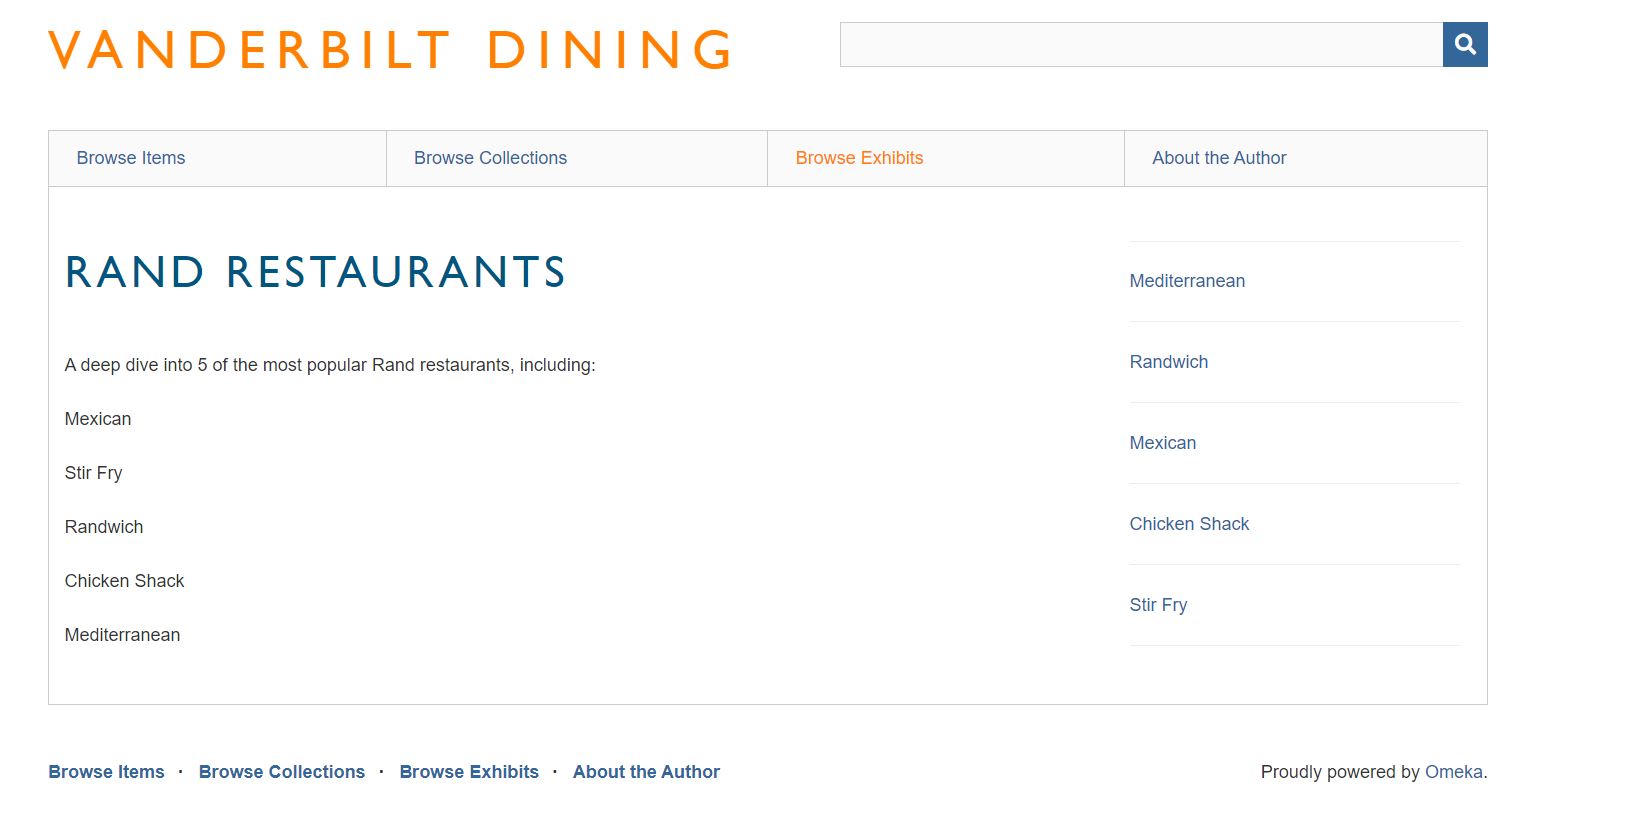 VANDERBILT DINING
Browse Items
Browse Collections
Browse Exhibits
About the Author
RAND RESTAURANTS
A deep dive into 5 of the most popular Rand restaurants, including:
Mexican
Stir Fry
Randwich
Chicken Shack
Mediterranean
Mediterranean
Randwich
Mexican
Chicken Shack
Stir Fry
Browse Items · Browse Collections · Browse Exhibits · About the Author
Proudly powered by Omeka.